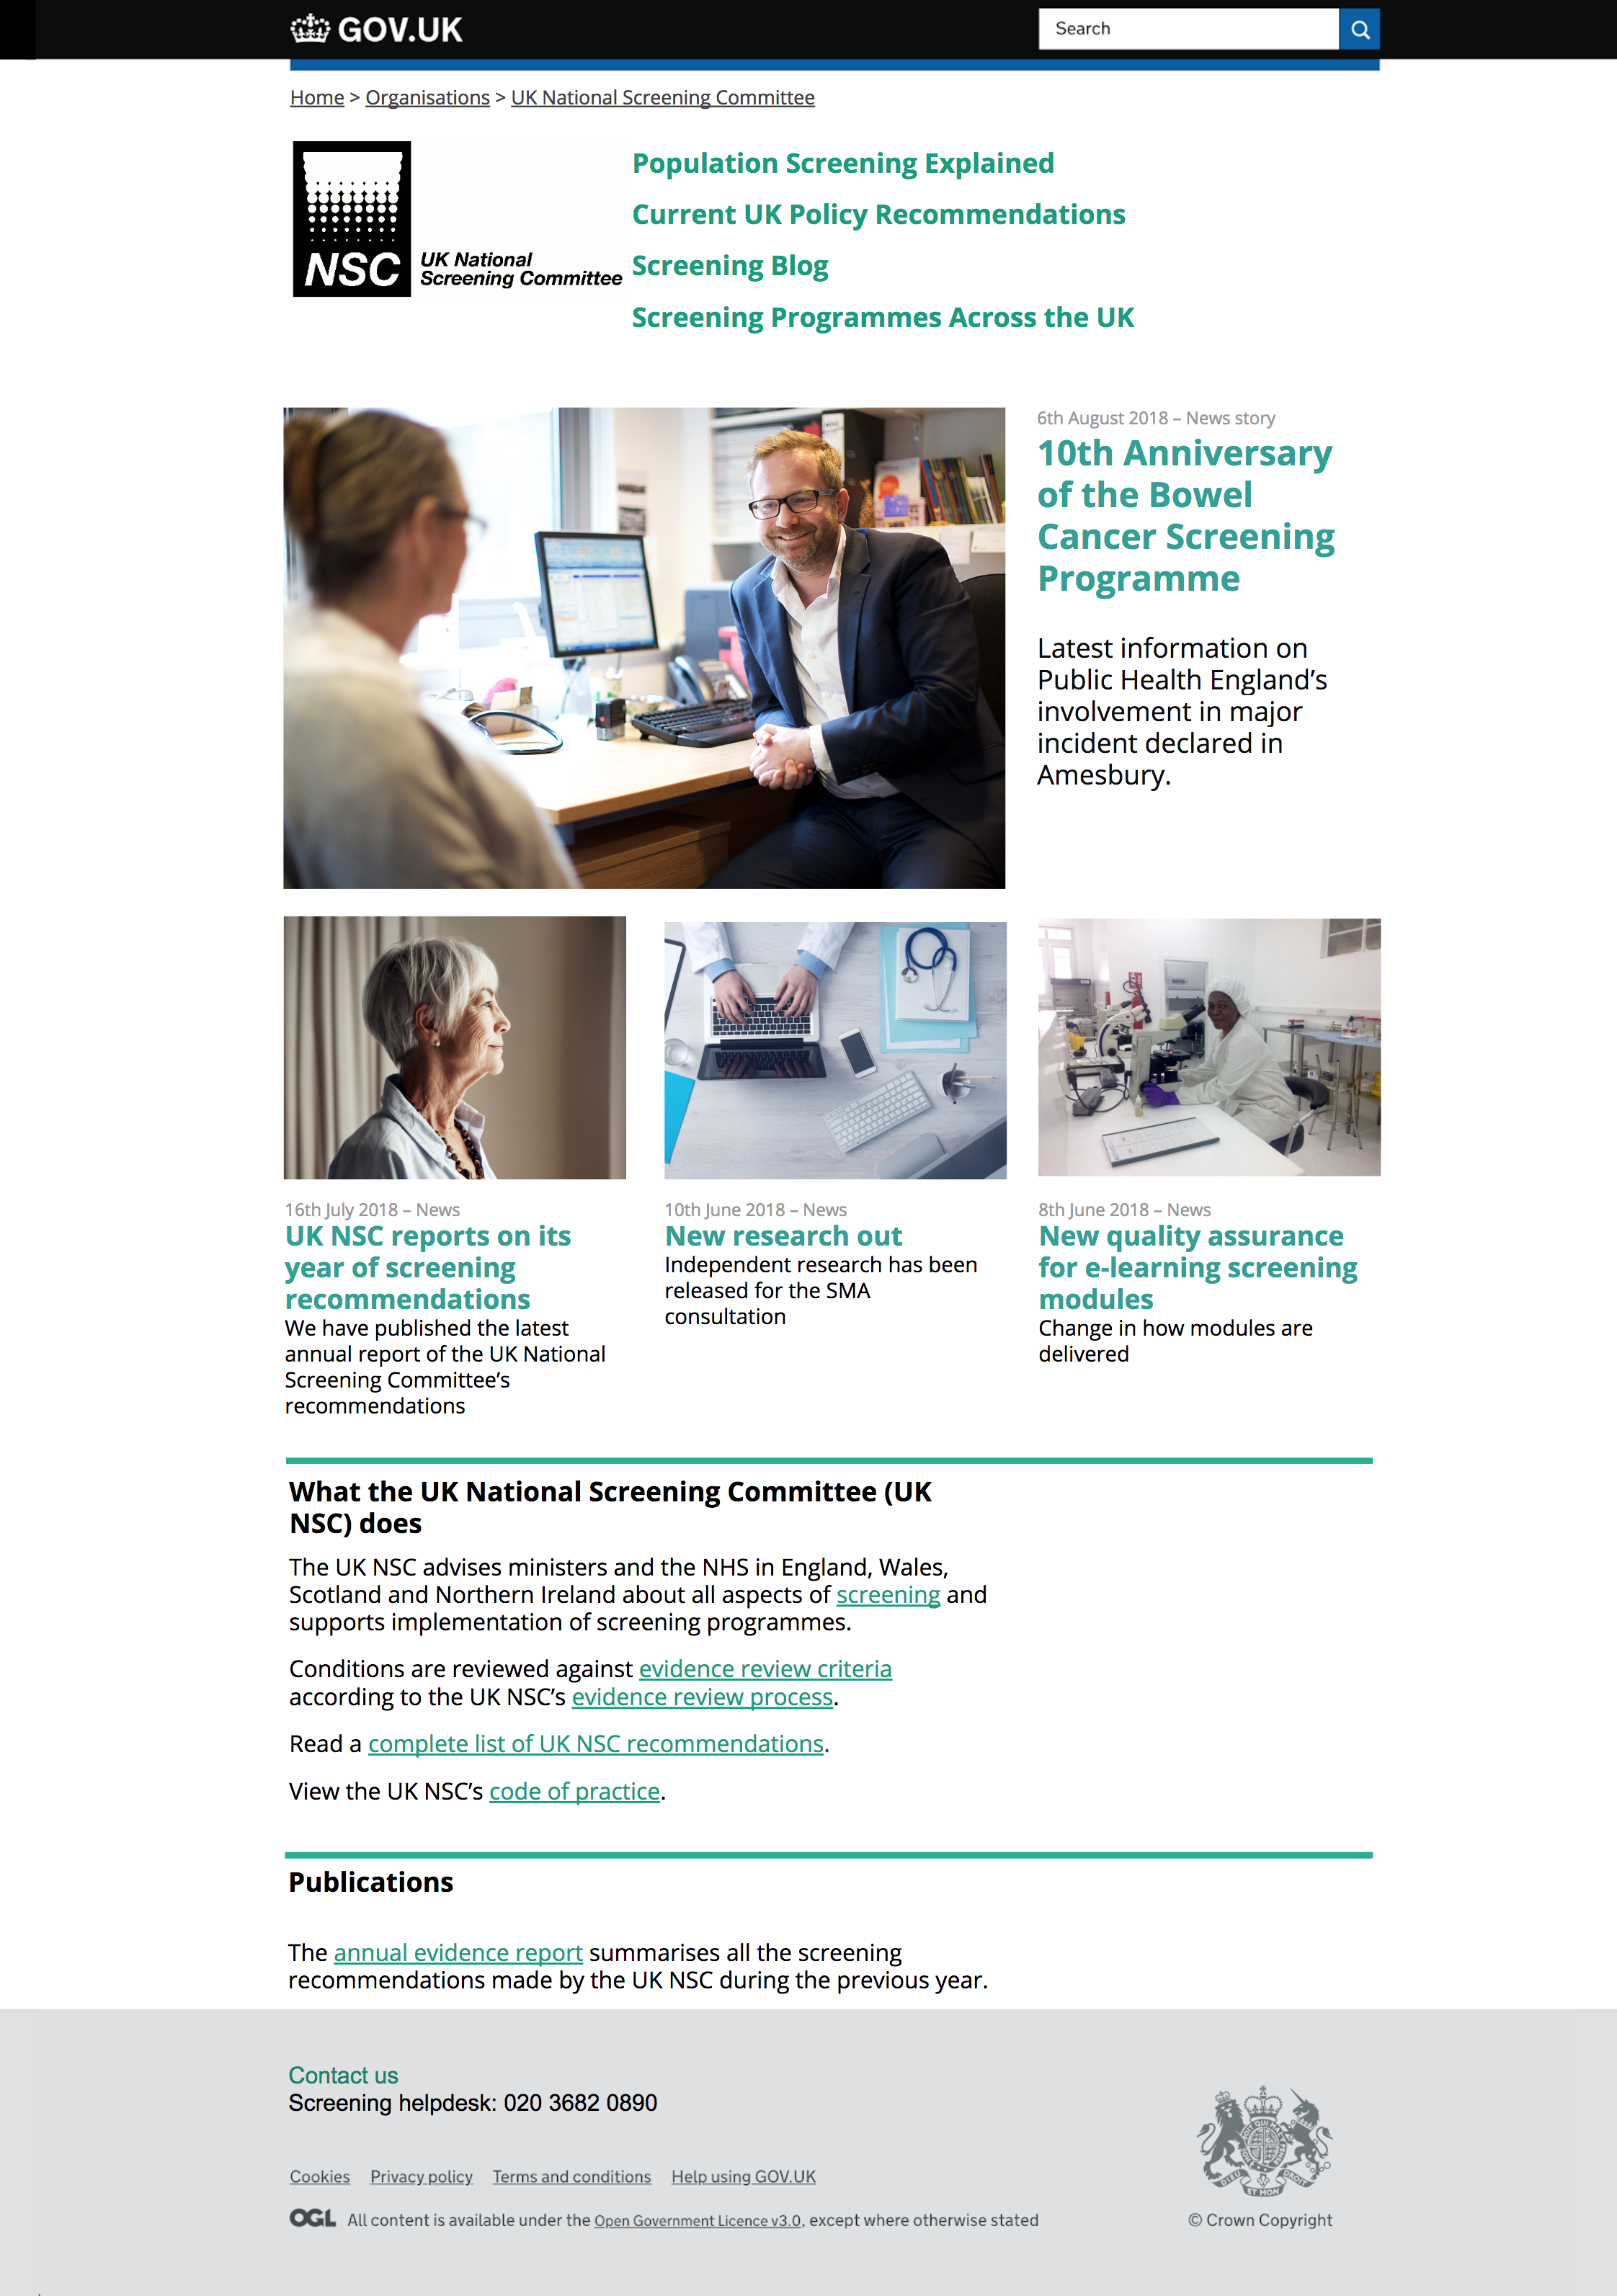 GOV.UK
Search
Home > Organisations > UK National Screening Committee
NSC
UK National
Screening Committee
Population Screening Explained
Current UK Policy Recommendations
Screening Blog
Screening Programmes Across the UK
6th August 2018 – News story
10th Anniversary
of the Bowel
Cancer Screening
Programme
Latest information on
Public Health England’s
involvement in major
incident declared in
Amesbury.
16th July 2018 – News
UK NSC reports on its
year of screening
recommendations
We have published the latest
annual report of the UK National
Screening Committee’s
recommendations
10th June 2018 – News
New research out
Independent research has been
released for the SMA
consultation
8th June 2018 – News
New quality assurance
for e-learning screening
modules
Change in how modules are
delivered
What the UK National Screening Committee (UK
NSC) does
The UK NSC advises ministers and the NHS in England, Wales,
Scotland and Northern Ireland about all aspects of screening and
supports implementation of screening programmes.
Conditions are reviewed against evidence review criteria
according to the UK NSC’s evidence review process.
Read a complete list of UK NSC recommendations.
View the UK NSC’s code of practice.
Publications
The annual evidence report summarises all the screening
recommendations made by the UK NSC during the previous year.
Contact us
Screening helpdesk: 020 3682 0890
Cookies Privacy policy Terms and conditions Help using GOV.UK
OGL All content is available under the Open Government Licence v3.0, except where otherwise stated
DIEU ET MON DROIT
© Crown Copyright